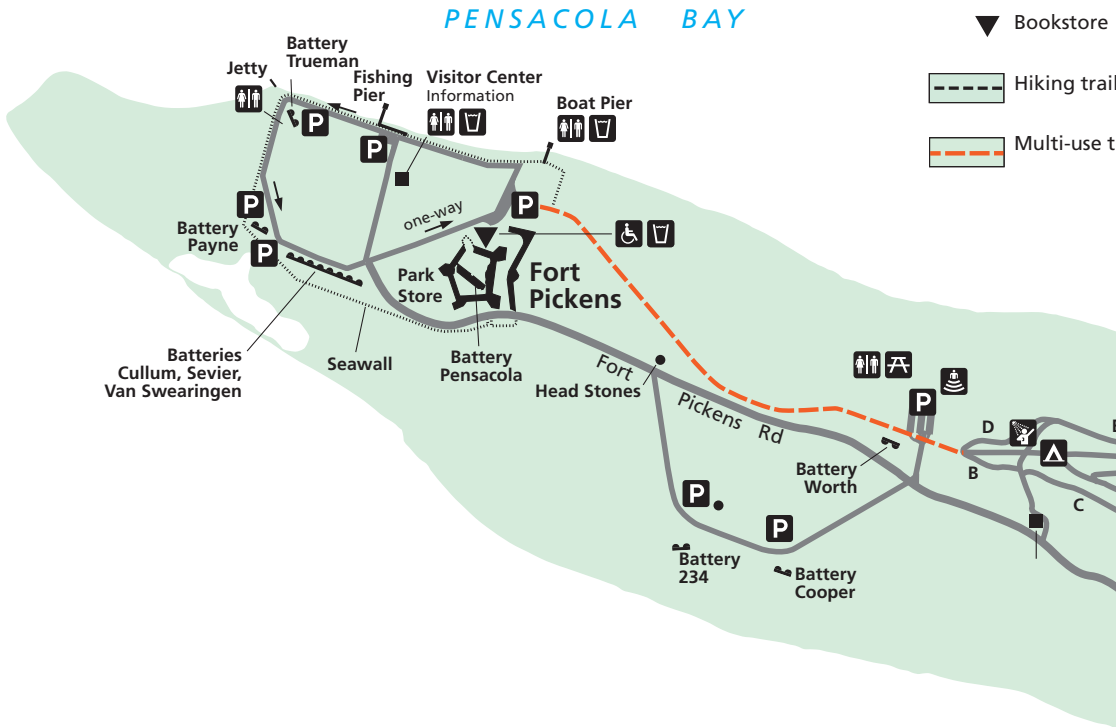 PENSACOLA BAY
Bookstore
Hiking trail
Multi-use t
Battery
Trueman
Jetty
Fishing
Pier
Visitor Center
Information
Boat Pier
P
P
P
P
P
P
P
P
one-way
Battery
Payne
Park
Store
Fort
Pickens
Batteries
Cullum, Sevier,
Van Swearingen
Seawall
Battery
Pensacola
Head Stones
Fort Pickens Rd
Battery
Worth
D
B
C
Battery
234
Battery
Cooper